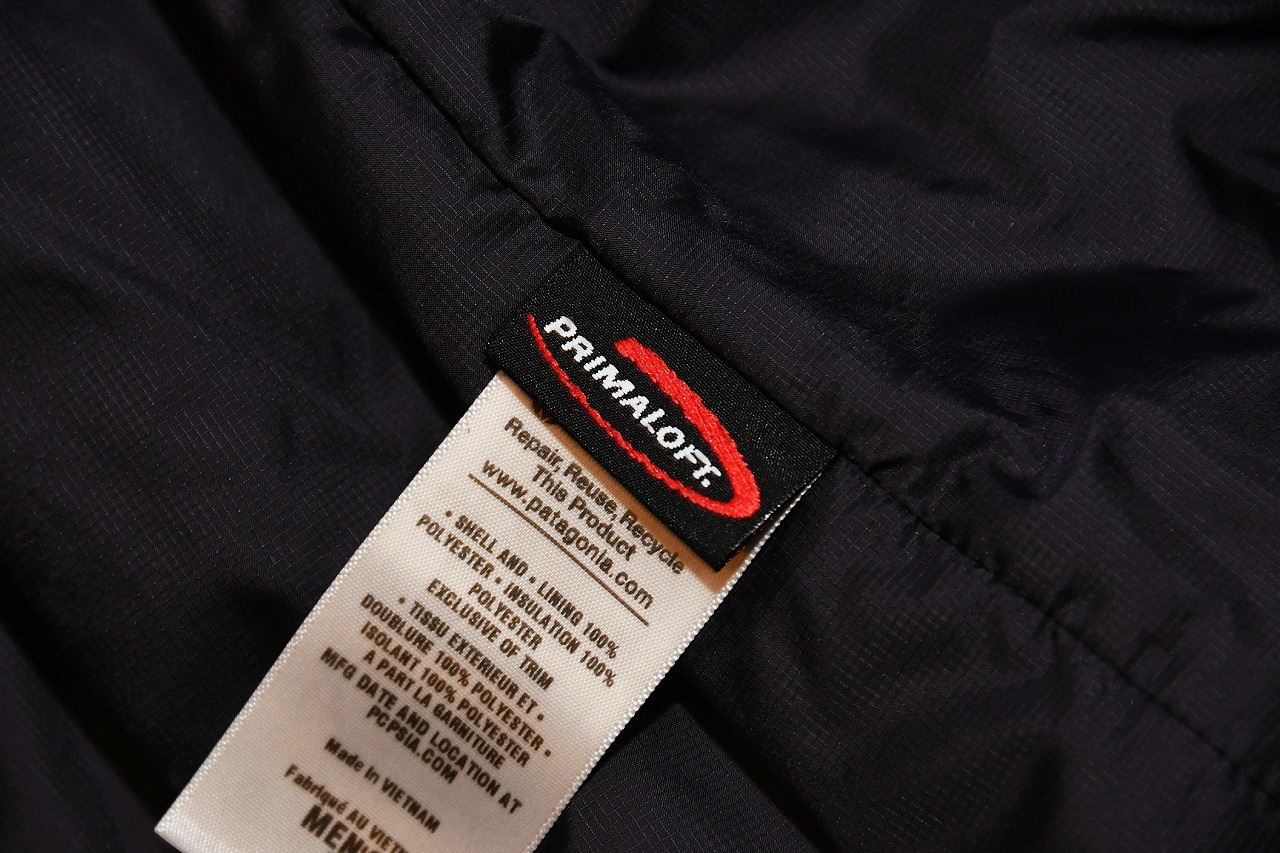 PRIMALOFT.
Repair, Reuse, Recycle
This Product
www.patagonia.com
• SHELL AND • LINING 100%
POLYESTER • INSULATION 100%
POLYESTER
EXCLUSIVE OF TRIM
• TISSU EXTERIEUR ET •
DOUBLURE 100% POLYESTER •
ISOLANT 100% POLYESTER
A PART LA GARNITURE
MFG DATE AND LOCATION AT
PCPSIA.COM
Made in VIETNAM
Fabriqué au